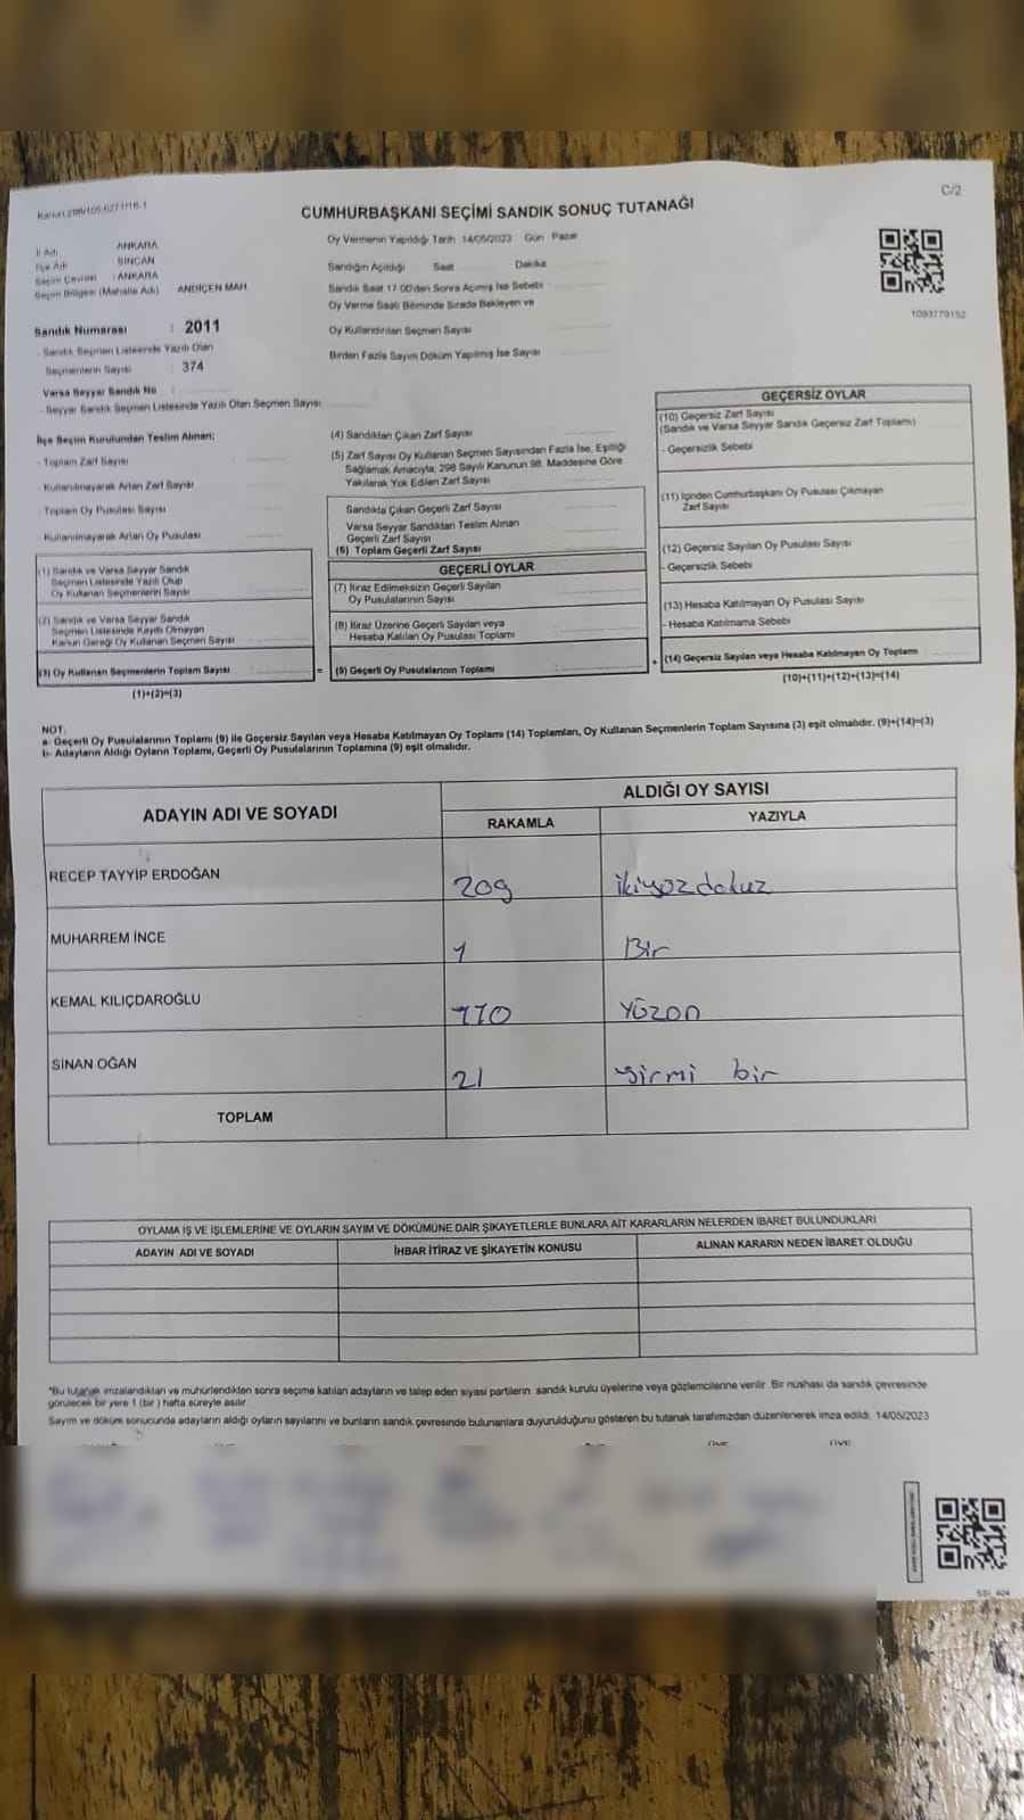 C/2
CUMHURBAŞKANI SEÇİMİ SANDIK SONUÇ TUTANAĞI
İl Adı ANKARA
İlçe Adı SİNCAN
Seçim Çevresi : ANKARA
Seçim Bölgesi (Mahalle Adı) ANDİÇEN MAH.
Sandık Numarası : 2011
- Sandık Seçmen Listesinde Yazılı Olan
Seçmenlerin Sayısı : 374
Varsa Seyyar Sandık No
- Seyyar Sandık Seçmen Listesinde Yazılı Olan Seçmen Sayısı
Oy Vermenin Yapıldığı Tarih 14/05/2023 Gün Pazar
Sandığın Açıldığı Saat Dakika
Sandık Saat 17.00'den Sonra Açılmış İse Sebebi
Oy Verme Saati Bitiminde Sırada Bekleyen ve
Oy Kullandırılan Seçmen Sayısı
Birden Fazla Sayım Döküm Yapılmış İse Sayısı
1093779152
İlçe Seçim Kurulundan Teslim Alınan;
- Toplam Zarf Sayısı
- Kullanılmayarak Artan Zarf Sayısı
- Toplam Oy Pusulası Sayısı
Kullanılmayarak Artan Oy Pusulası
(1) Sandık ve Varsa Seyyar Sandık
Seçmen Listesinde Yazılı Olup
Oy Kullanan Seçmenlerin Sayısı
(2) Sandık ve Varsa Seyyar Sandık
Seçmen Listesinde Kayıtlı Olmayan
Kanun Gereği Oy Kullanan Seçmen Sayısı
(3) Oy Kullanan Seçmenlerin Toplam Sayısı
(1)+(2)=(3)
(4) Sandıktan Çıkan Zarf Sayısı
(5) Zarf Sayısı Oy Kullanan Seçmen Sayısından Fazla İse, Eşitliği
Sağlamak Amacıyla, 298 Sayılı Kanunun 98. Maddesine Göre
Yakılarak Yok Edilen Zarf Sayısı
Sandıkta Çıkan Geçerli Zarf Sayısı
Varsa Seyyar Sandıktan Teslim Alınan
Geçerli Zarf Sayısı
(6) Toplam Geçerli Zarf Sayısı
GEÇERLİ OYLAR
(7) İtiraz Edilmeksizin Geçerli Sayılan
Oy Pusulalarının Sayısı
(8) İtiraz Üzerine Geçerli Sayılan veya
Hesaba Katılan Oy Pusulası Toplamı
= (9) Geçerli Oy Pusulalarının Toplamı
GEÇERSİZ OYLAR
(10) Geçersiz Zarf Sayısı
(Sandık ve Varsa Seyyar Sandık Geçersiz Zarf Toplamı)
- Geçersizlik Sebebi
(11) İçinden Cumhurbaşkanı Oy Pusulası Çıkmayan
Zarf Sayısı
(12) Geçersiz Sayılan Oy Pusulası Sayısı
- Geçersizlik Sebebi
(13) Hesaba Katılmayan Oy Pusulası Sayısı
- Hesaba Katılmama Sebebi
+ (14) Geçersiz Sayılan veya Hesaba Katılmayan Oy Toplamı
(10)+(11)+(12)+(13)=(14)
NOT:
a- Geçerli Oy Pusulalarının Toplamı (9) ile Geçersiz Sayılan veya Hesaba Katılmayan Oy Toplamı (14) Toplamları, Oy Kullanan Seçmenlerin Toplam Sayısına (3) eşit olmalıdır. (9)+(14)=(3)
b- Adayların Aldığı Oyların Toplamı, Geçerli Oy Pusulalarının Toplamına (9) eşit olmalıdır.
ADAYIN ADI VE SOYADI ALDIĞI OY SAYISI
RAKAMLA YAZIYLA
RECEP TAYYİP ERDOĞAN 209 ikiyüzdokuz
MUHARREM İNCE 1 Bir
KEMAL KILIÇDAROĞLU 110 Yüzon
SİNAN OĞAN 21 yirmi bir
TOPLAM
OYLAMA İŞ VE İŞLEMLERİNE VE OYLARIN SAYIM VE DÖKÜMÜNE DAİR ŞİKAYETLERLE BUNLARA AİT KARARLARIN NELERDEN İBARET BULUNDUKLARI
ADAYIN ADI VE SOYADI İHBAR İTİRAZ VE ŞİKAYETİN KONUSU ALINAN KARARIN NEDEN İBARET OLDUĞU
*Bu tutanak imzalandıktan ve mühürlendikten sonra seçime katılan adayların ve talep eden siyasi partilerin sandık kurulu üyelerine veya gözlemcilerine verilir. Bir nüshası da sandık çevresinde
görülecek bir yere 1 (bir) hafta süreyle asılır.
Sayım ve döküm sonucunda adayların aldığı oyların sayılarını ve bunların sandık çevresinde bulunanlara duyurulduğunu gösteren bu tutanak tarafımızdan düzenlenerek imza edildi. 14/05/2023